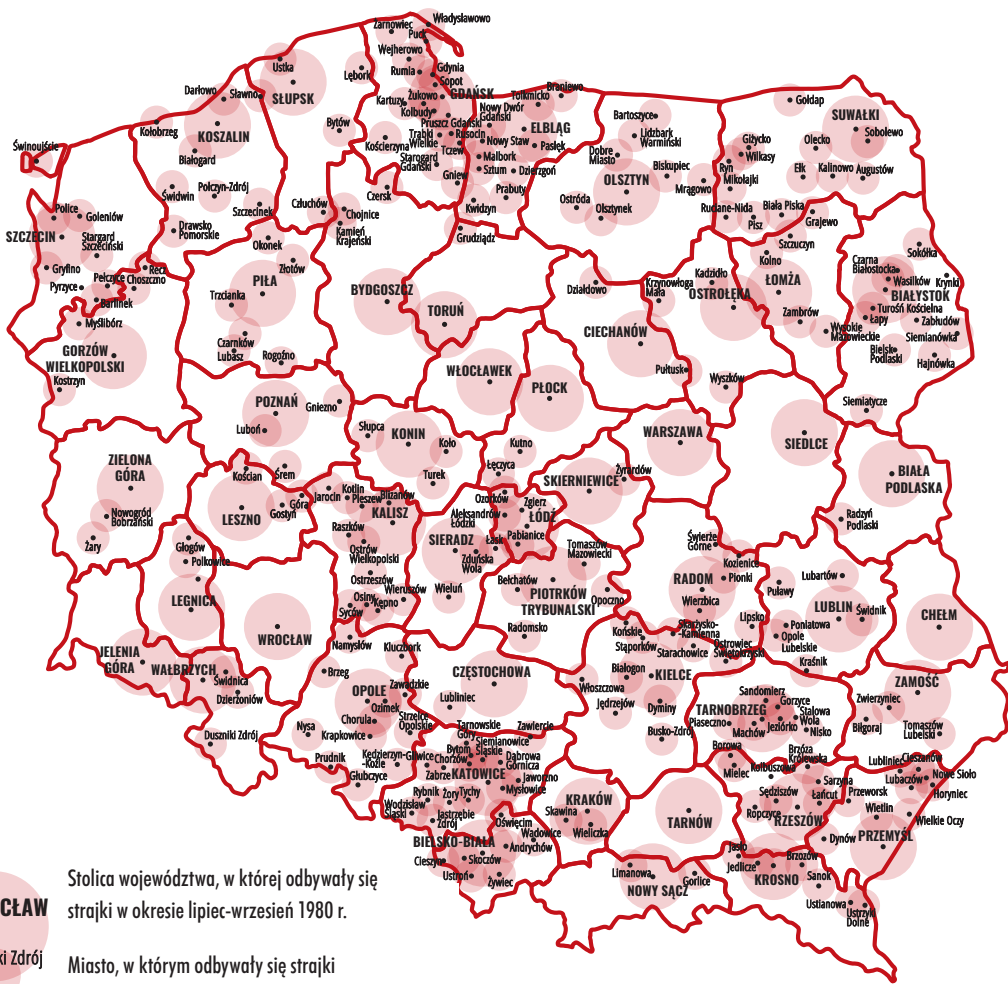 Władysławowo
Żarnowiec
Puck
Wejherowo
Ustka
Lębork
Rumia
Gdynia
Sopot
Darłowo
Sławno
SŁUPSK
Żukowo
GDAŃSK
Tolkmicko
Braniewo
Gołdap
Kartuzy
Kolbudy
Nowy Dwór
Gdański
Kołobrzeg
KOSZALIN
Bytów
Pruszcz Gdański
ELBLĄG
Bartoszyce
SUWAŁKI
Trąbki
Wielkie
Rusocin
Lidzbark
Warmiński
Giżycko
Olecko
Sobolewo
Świnoujście
Białogard
Kościerzyna
Tczew
Nowy Staw
Pasłęk
Dobre
Miasto
Wilkasy
Starogard
Gdański
Malbork
Sztum
Dzierzgoń
Biskupiec
Ryn
Ełk
Kalinowo
Augustów
Świdwin
Połczyn-Zdrój
Gniew
OLSZTYN
Mikołajki
Człuchów
Czersk
Prabuty
Mrągowo
Szczecinek
Kwidzyn
Ostróda
Olsztynek
Ruciane-Nida
Biała Piska
Police
Goleniów
Chojnice
Pisz
Grajewo
SZCZECIN
Stargard
Szczeciński
Drawsko
Pomorskie
Kamień
Krajeński
Grudziądz
Okonek
Szczuczyn
Sokółka
Gryfino
Recz
Złotów
Kolno
Czarna
Białostocka
Pełczyce
Choszczno
PIŁA
Działdowo
Krzynowłoga
Mała
Kadzidło
ŁOMŻA
Wasilków
Krynki
Pyrzyce
Barlinek
Trzcianka
BYDGOSZCZ
OSTROŁĘKA
BIAŁYSTOK
Myślibórz
TORUŃ
Zambrów
Turośń Kościelna
Łapy
Zabłudów
CIECHANÓW
Wysokie
Mazowieckie
Siemianówka
GORZÓW
WIELKOPOLSKI
Czarnków
Lubasz
Rogoźno
Bielsk
Podlaski
Hajnówka
WŁOCŁAWEK
Pułtusk
Kostrzyn
PŁOCK
Wyszków
POZNAŃ
Gniezno
Siemiatycze
Luboń
Słupca
KONIN
WARSZAWA
SIEDLCE
Koło
Kutno
ZIELONA
GÓRA
Kościan
Śrem
Turek
Łęczyca
Żyrardów
BIAŁA
PODLASKA
SKIERNIEWICE
Jarocin
Kotlin
Pleszew
Blizanów
Ozorków
Zgierz
Góra
Gostyń
KALISZ
Aleksandrów
Łódzki
ŁÓDŹ
Nowogród
Bobrzański
LESZNO
Raszków
SIERADZ
Łask
Pabianice
Radzyń
Podlaski
Żary
Głogów
Ostrów
Wielkopolski
Zduńska
Wola
Tomaszów
Mazowiecki
Świerże
Górne
Polkowice
Kozienice
Ostrzeszów
Bełchatów
RADOM
Pionki
Lubartów
Osiny
Wieruszów
Wieluń
PIOTRKÓW
TRYBUNALSKI
Opoczno
Puławy
LEGNICA
Syców
Kępno
Wierzbica
LUBLIN
Świdnik
Lipsko
CHEŁM
WROCŁAW
Namysłów
Radomsko
Końskie
Skarżysko-
-Kamienna
Poniatowa
Opole
Lubelskie
Stąporków
Starachowice
Ostrowiec
Świętokrzyski
JELENIA
GÓRA
Kluczbork
WAŁBRZYCH
Brzeg
CZĘSTOCHOWA
Białogon
Kraśnik
Świdnica
Zawadzkie
Włoszczowa
KIELCE
ZAMOŚĆ
Dzierżoniów
OPOLE
Ozimek
Lubliniec
Sandomierz
Gorzyce
Zwierzyniec
Jędrzejów
Dyminy
TARNOBRZEG
Stalowa
Wola
Chorula
Strzelce
Opolskie
Piaseczno
Jeziórko
Machów
Nisko
Biłgoraj
Tomaszów
Lubelski
Duszniki Zdrój
Nysa
Krapkowice
Tarnowskie
Góry
Zawiercie
Busko-Zdrój
Siemianowice
Śląskie
Borowa
Brzóza
Królewska
Prudnik
Kędzierzyn-
-Koźle
Gliwice
Bytom
Chorzów
Dąbrowa
Górnicza
Mielec
Kolbuszowa
Lubliniec
Cieszanów
Głubczyce
Zabrze
KATOWICE
Jaworzno
Sarzyna
Lubaczów
Nowe Sioło
Mysłowice
Sędziszów
Łańcut
Przeworsk
Horyniec
Rybnik
Żory
Tychy
KRAKÓW
Ropczyce
Wietlin
Wodzisław
Śląski
Jastrzębie
Zdrój
Skawina
TARNÓW
RZESZÓW
Wielkie Oczy
Oświęcim
Wieliczka
Dynów
PRZEMYŚL
BIELSKO-BIAŁA
Wadowice
Andrychów
Jasło
Cieszyn
Skoczów
Limanowa
Jedlicze
Brzozów
Ustroń
Żywiec
NOWY SĄCZ
Gorlice
KROSNO
Sanok
Ustianowa
Ustrzyki
Dolne
Stolica województwa, w której odbywały się
CŁAW
strajki w okresie lipiec-wrzesień 1980 r.
ki Zdrój
Miasto, w którym odbywały się strajki